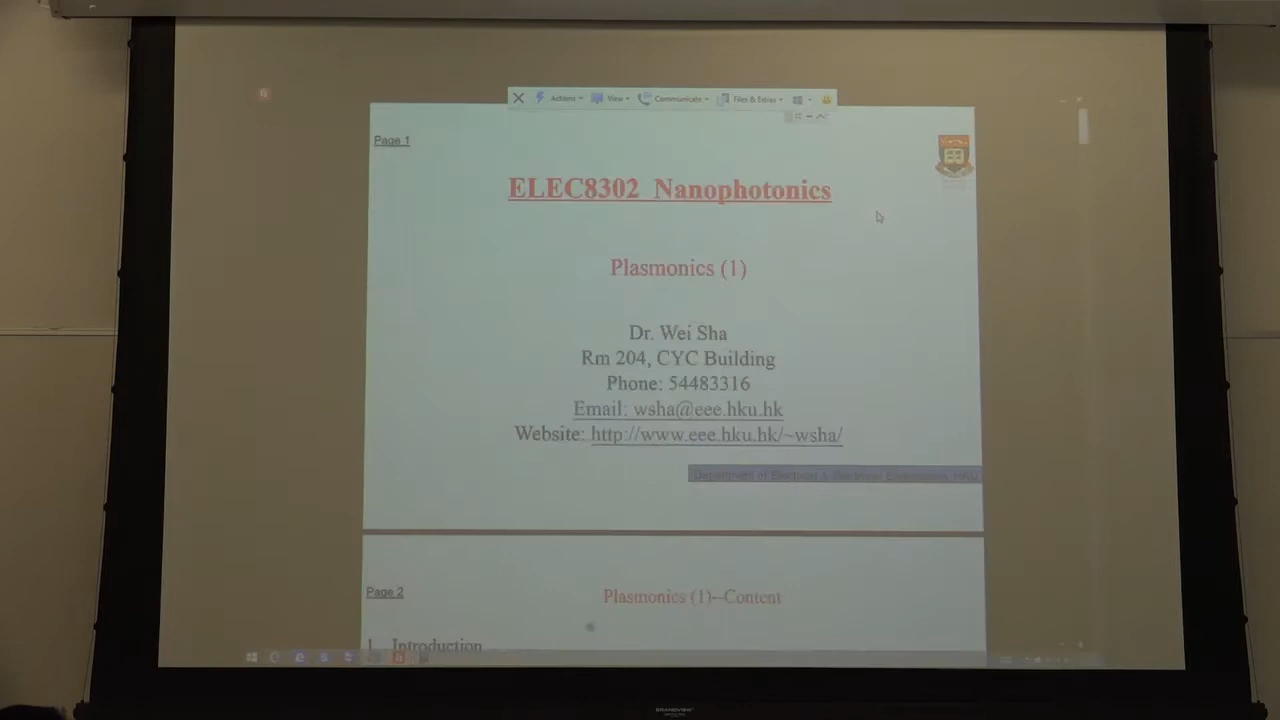 Actions View Communicate Files & Extras
Page 1
ELEC8302 Nanophotonics
Plasmonics (1)
Dr. Wei Sha
Rm 204, CYC Building
Phone: 54483316
Email: wsha@eee.hku.hk
Website: http://www.eee.hku.hk/~wsha/
Department of Electrical & Electronic Engineering, HKU
Page 2
Plasmonics (1)--Content
1. Introduction
GRANDVIEW